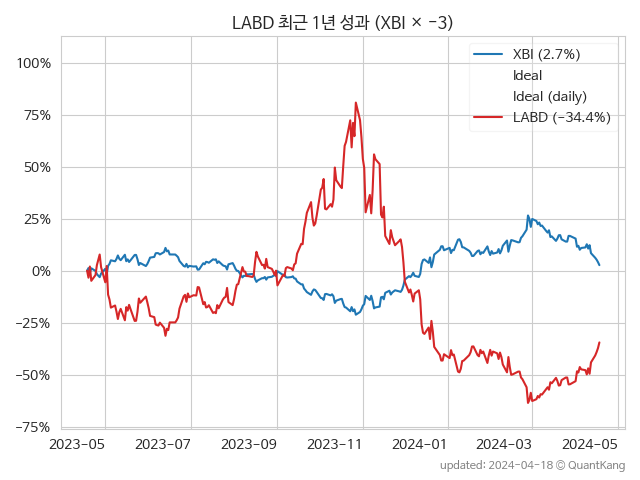 LABD 최근 1년 성과 (XBI × -3)
XBI (2.7%)
Ideal
Ideal (daily)
LABD (-34.4%)
100%
75%
50%
25%
0%
-25%
-50%
-75%
2023-05 2023-07 2023-09 2023-11 2024-01 2024-03 2024-05
updated: 2024-04-18 © QuantKang